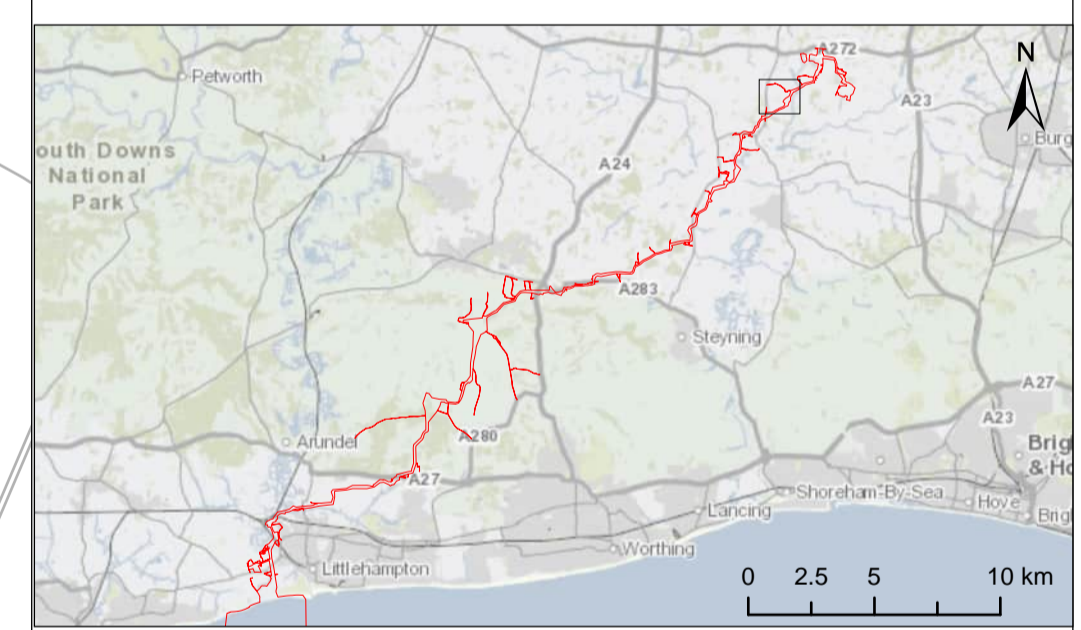 A272
N
Petworth
A23
Burg
outh Downs
National
Park
A24
A283
Steyning
A27
A23
Arundel
A280
Brig
& Ho
A27
Shoreham-By-Sea
Hove
Lancing
Brig
Worthing
Littlehampton
0 2.5 5 10 km